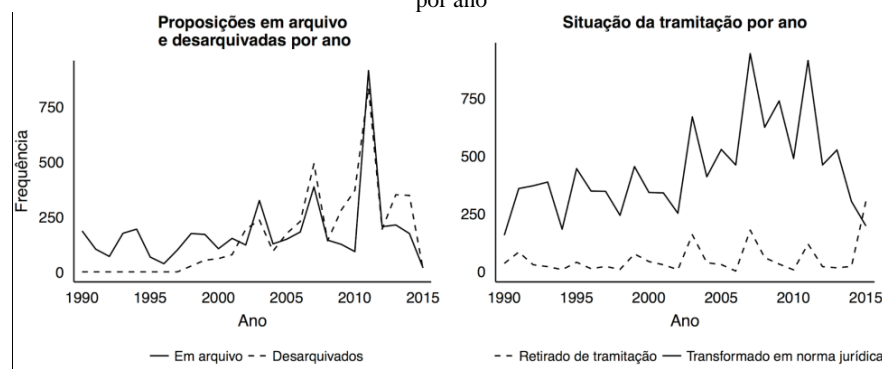 por ano
Proposições em arquivo
e desarquivadas por ano
Frequência
750
500
250
0
1990
1995
2000
2005
2010
2015
Ano
Em arquivo
Desarquivados
Situação da tramitação por ano
750
500
250
0
1990
1995
2000
2005
2010
2015
Ano
Retirado de tramitação
Transformado em norma jurídica